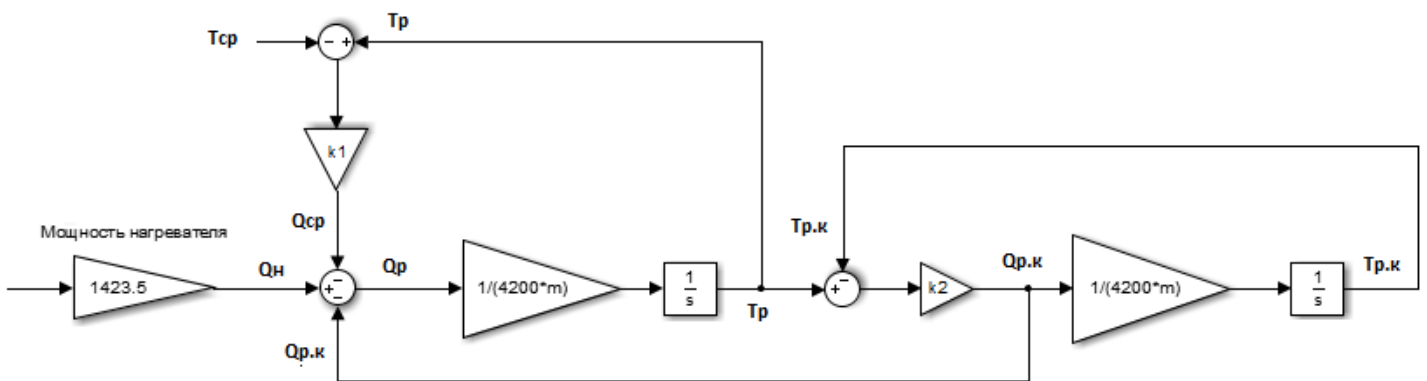 Tср
Tр
- +
k1
Qср
Tр.к
Мощность нагревателя
Qн
Qр
Qр.к
Tр.к
1423.5
+ - -
1/(4200*m)
1
s
+ -
k2
1/(4200*m)
1
s
Tр
Qр.к